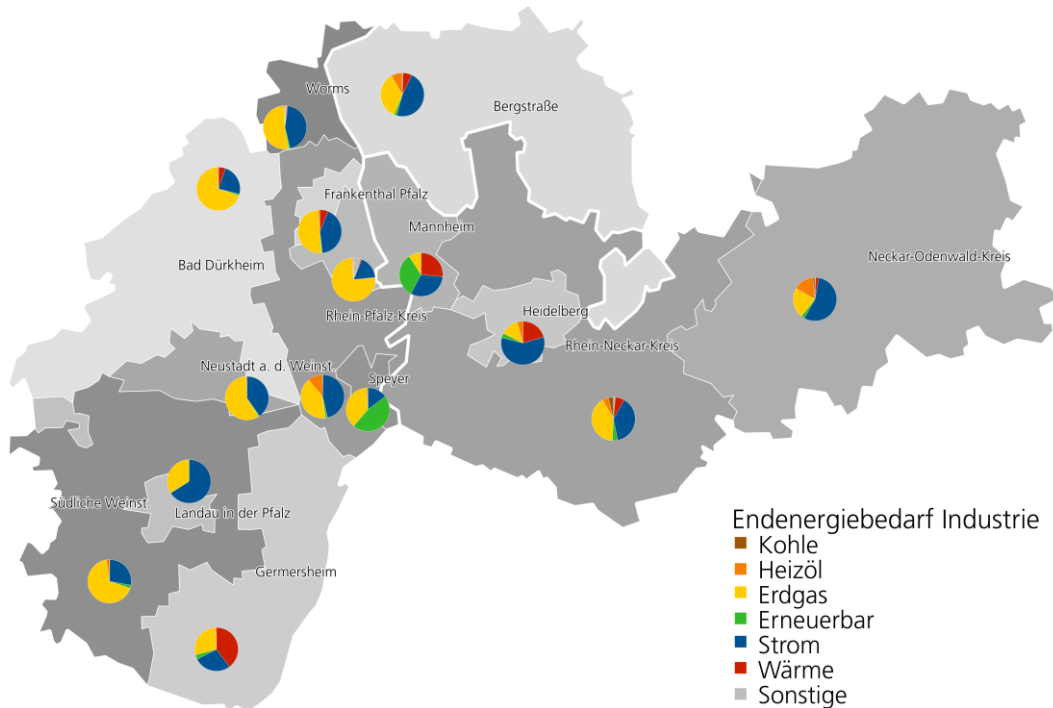 Worms
Bergstraße
Frankenthal Pfalz
Mannheim
Bad Dürkheim
Neckar-Odenwald-Kreis
Rhein-Pfalz-Kreis
Heidelberg
Rhein-Neckar-Kreis
Neustadt a. d. Weinst.
Speyer
Südliche Weinst.
Landau in der Pfalz
Germersheim
Endenergiebedarf Industrie
Kohle
Heizöl
Erdgas
Erneuerbar
Strom
Wärme
Sonstige